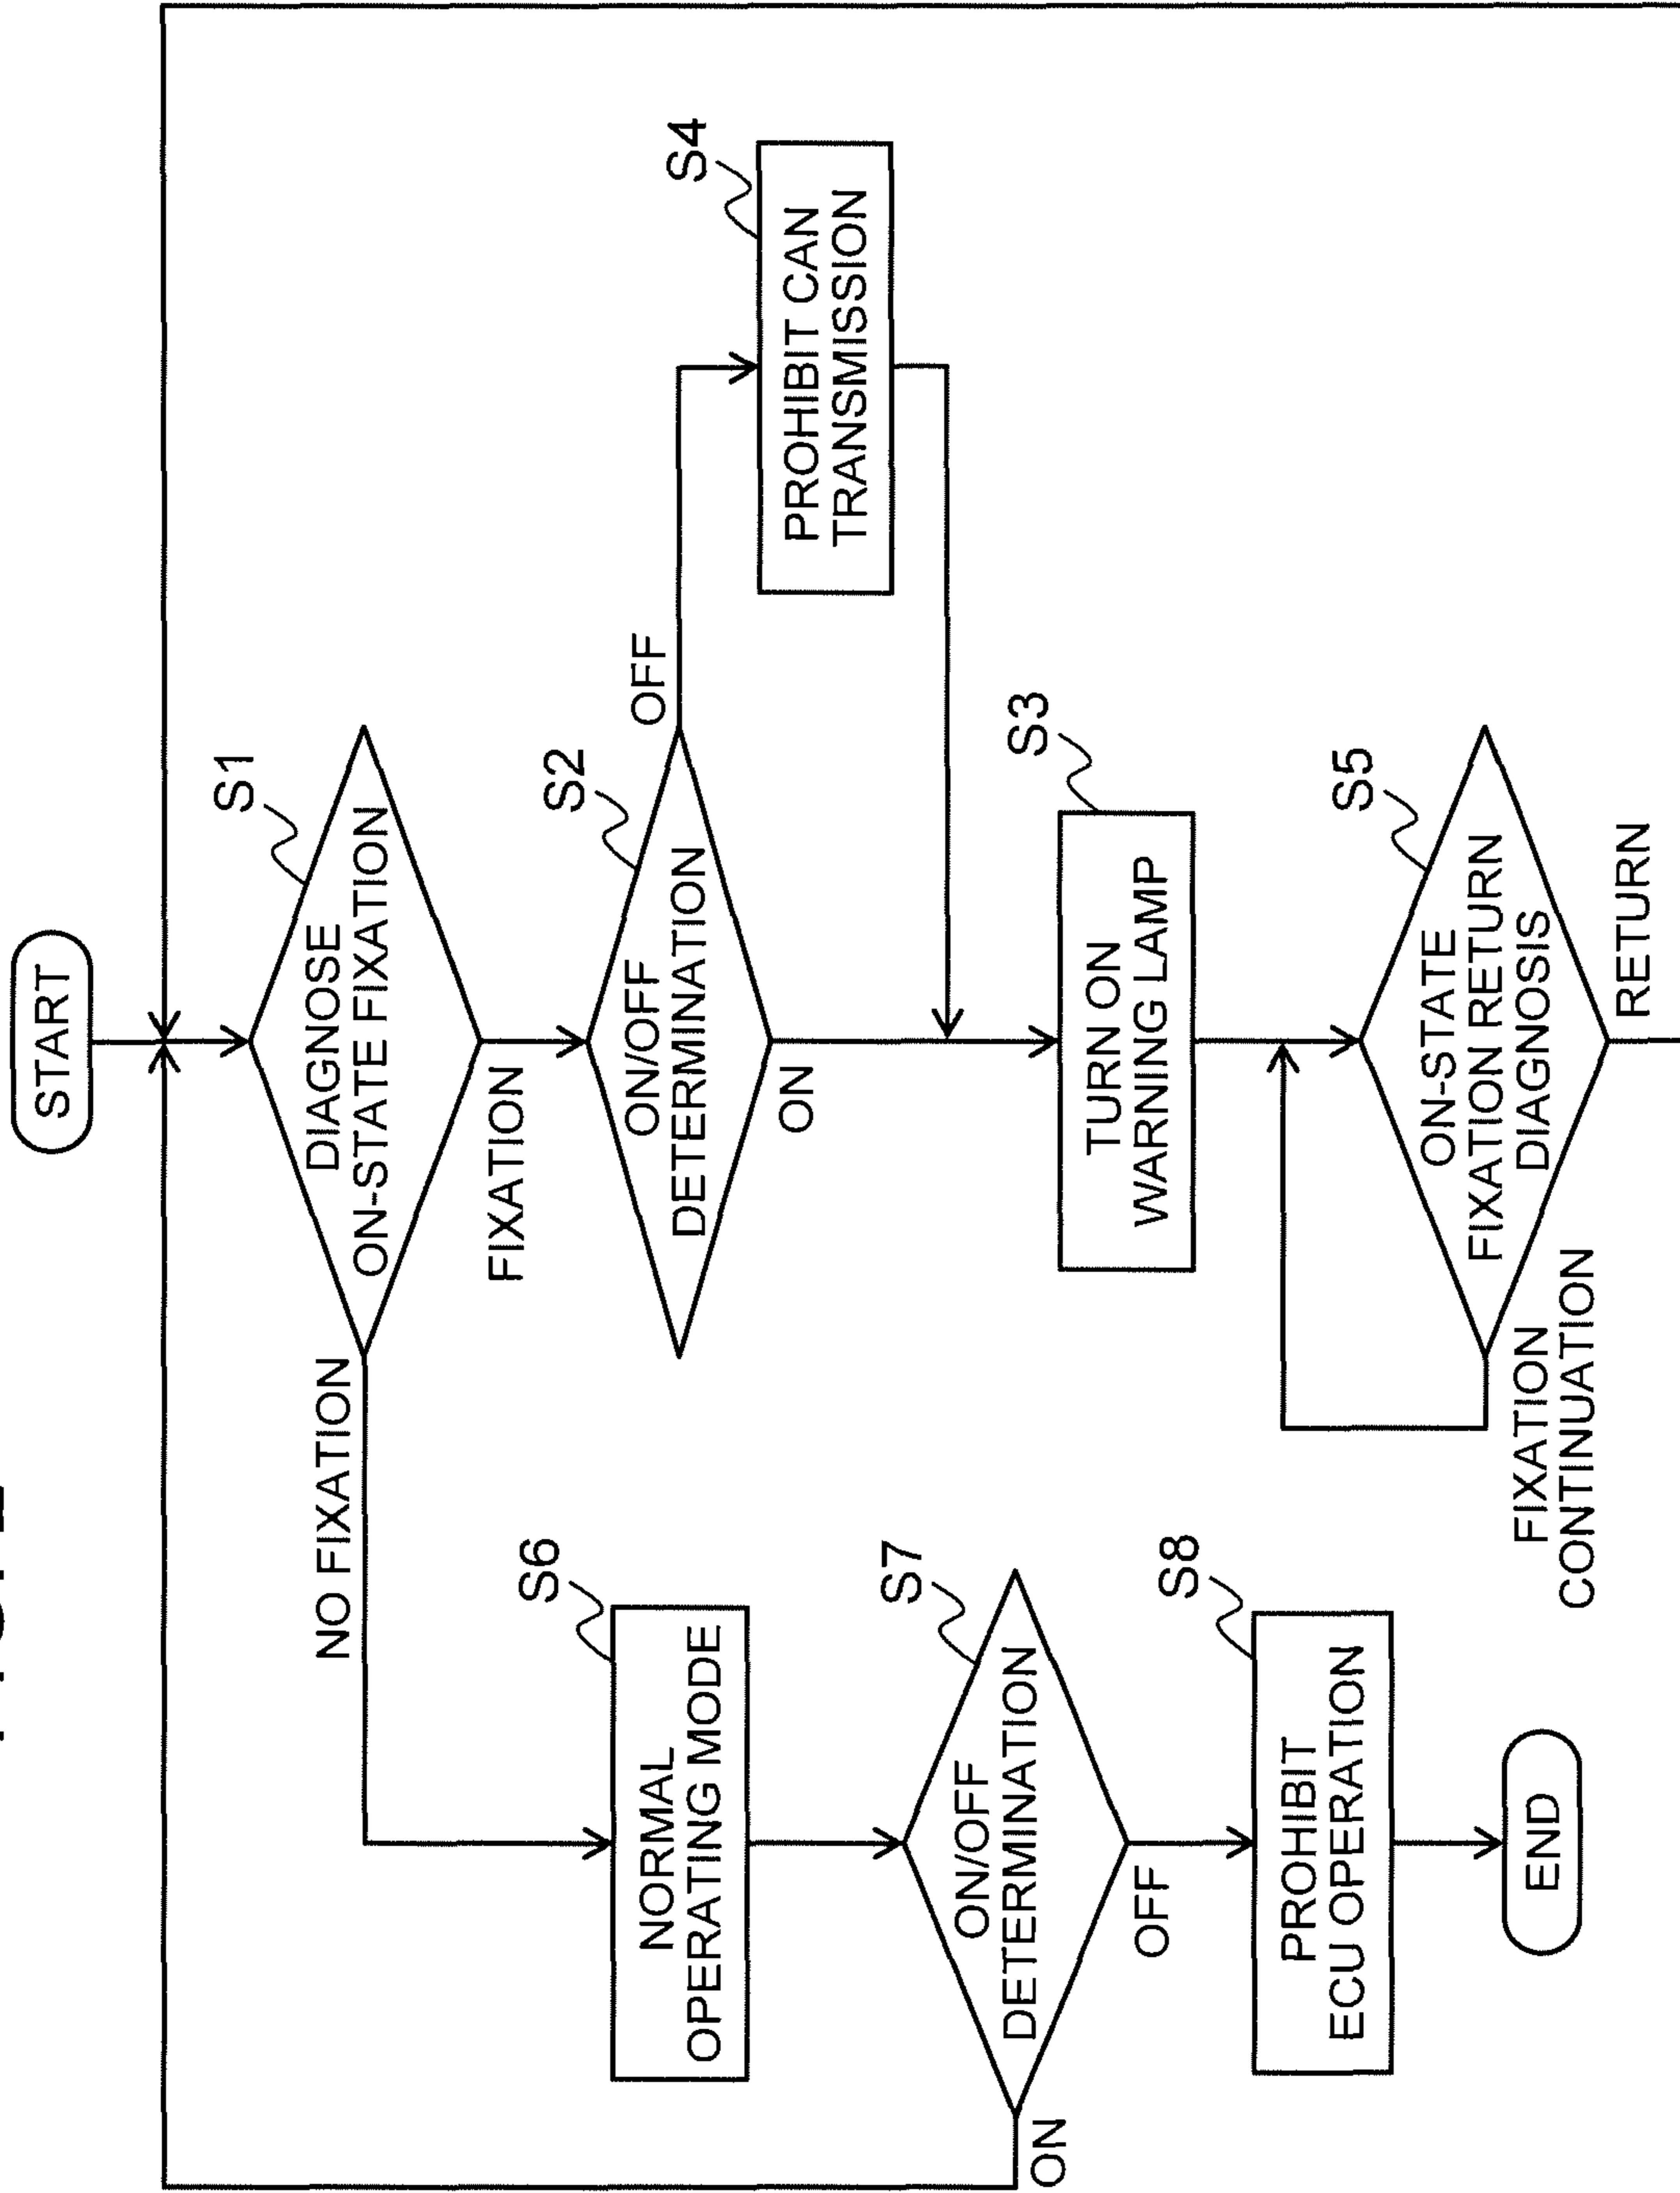 START
S1
DIAGNOSE
ON-STATE FIXATION
NO FIXATION
FIXATION
S2
ON/OFF
DETERMINATION
OFF
ON
S4
PROHIBIT CAN
TRANSMISSION
S3
TURN ON
WARNING LAMP
S5
ON-STATE
FIXATION RETURN
DIAGNOSIS
FIXATION
CONTINUATION
RETURN
S6
NORMAL
OPERATING MODE
S7
ON/OFF
DETERMINATION
ON
OFF
S8
PROHIBIT
ECU OPERATION
END